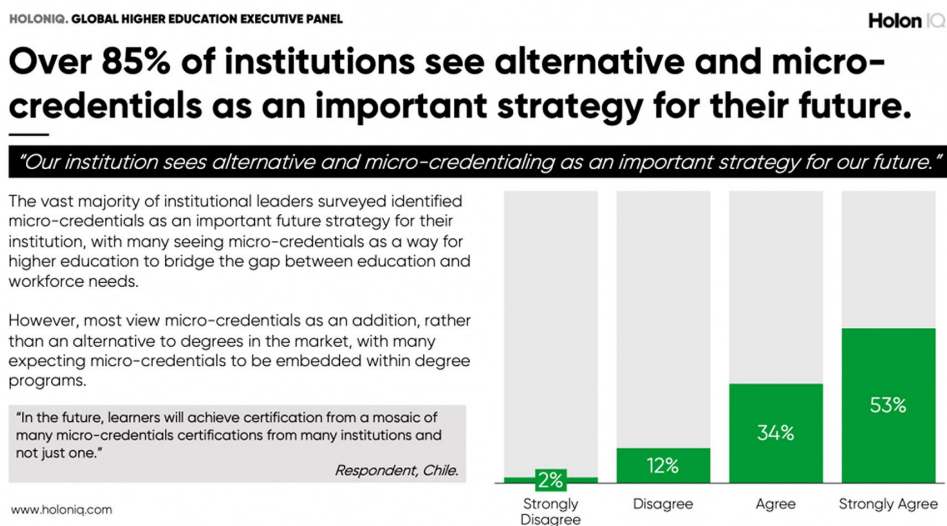 HOLONIQ. GLOBAL HIGHER EDUCATION EXECUTIVE PANEL
Holon IQ
Over 85% of institutions see alternative and micro-
credentials as an important strategy for their future.
“Our institution sees alternative and micro-credentialing as an important strategy for our future.”
The vast majority of institutional leaders surveyed identified
micro-credentials as an important future strategy for their
institution, with many seeing micro-credentials as a way for
higher education to bridge the gap between education and
workforce needs.
However, most view micro-credentials as an addition, rather
than an alternative to degrees in the market, with many
expecting micro-credentials to be embedded within degree
programs.
“In the future, learners will achieve certification from a mosaic of
many micro-credentials certifications from many institutions and
not just one.”
Respondent, Chile.
2%
12%
34%
53%
Strongly
Disagree
Disagree
Agree
Strongly Agree
www.holoniq.com